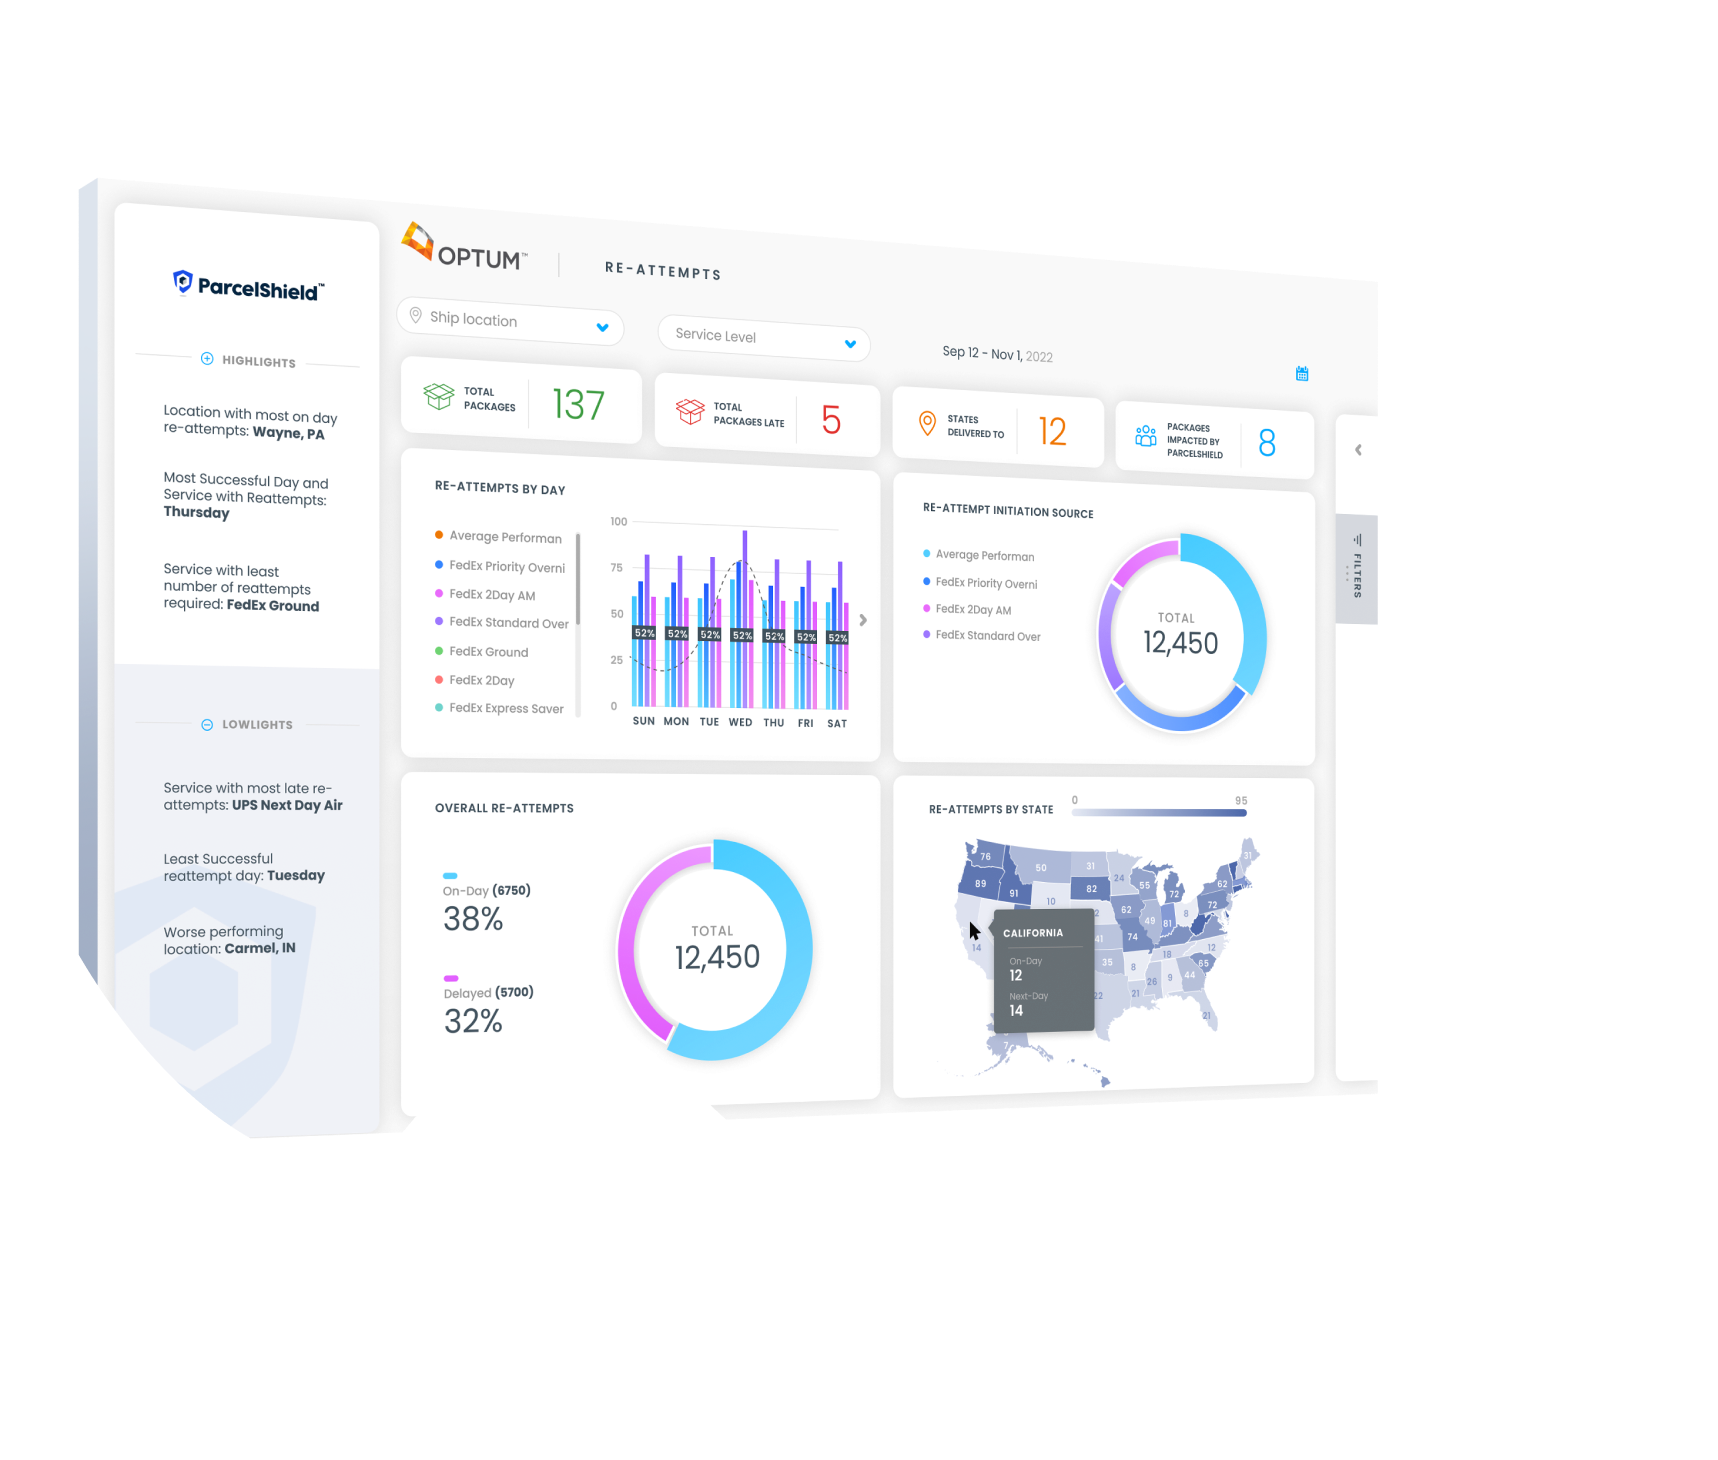 ParcelShield™
HIGHLIGHTS
Location with most on day
re-attempts: Wayne, PA
Most Successful Day and
Service with Reattempts:
Thursday
Service with least
number of reattempts
required: FedEx Ground
LOWLIGHTS
Service with most late re-
attempts: UPS Next Day Air
Least Successful
reattempt day: Tuesday
Worse performing
location: Carmel, IN
OPTUM™
RE-ATTEMPTS
Ship location
Service Level
Sep 12 - Nov 1, 2022
TOTAL
PACKAGES
137
TOTAL
PACKAGES LATE
5
STATES
DELIVERED TO
12
PACKAGES
IMPACTED BY
PARCELSHIELD
8
FILTERS
RE-ATTEMPTS BY DAY
Average Performan
FedEx Priority Overni
FedEx 2Day AM
FedEx Standard Over
FedEx Ground
FedEx 2Day
FedEx Express Saver
100
75
50
25
0
52% 52% 52% 52% 52% 52% 52%
SUN MON TUE WED THU FRI SAT
RE-ATTEMPT INITIATION SOURCE
Average Performan
FedEx Priority Overni
FedEx 2Day AM
FedEx Standard Over
TOTAL
12,450
OVERALL RE-ATTEMPTS
On-Day (6750)
38%
Delayed (5700)
32%
TOTAL
12,450
RE-ATTEMPTS BY STATE
0 95
76 50 31 24 31
89 91 10 82 55 72 62
62 49 81 8 72
14 41 74 18 12
35 8 26 9 44 65
22 21 21
7
CALIFORNIA
On-Day
12
Next-Day
14